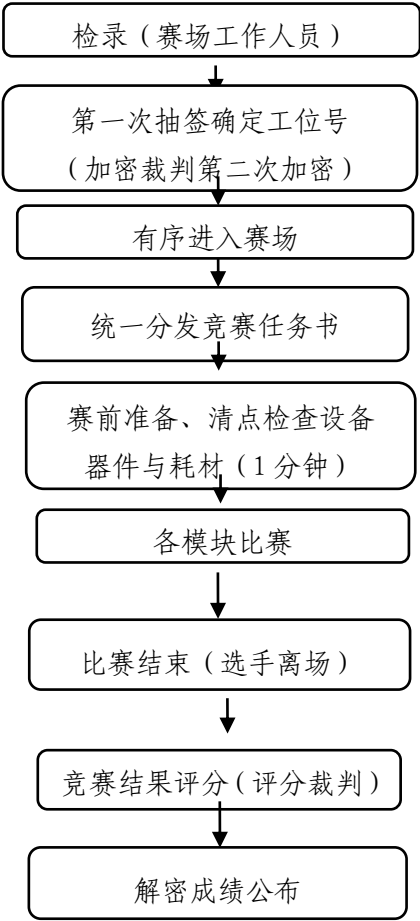 检录（赛场工作人员）
第一次抽签确定工位号
（加密裁判第二次加密）
有序进入赛场
统一分发竞赛任务书
赛前准备、清点检查设备
器件与耗材（1分钟）
各模块比赛
比赛结束（选手离场）
竞赛结果评分（评分裁判）
解密成绩公布